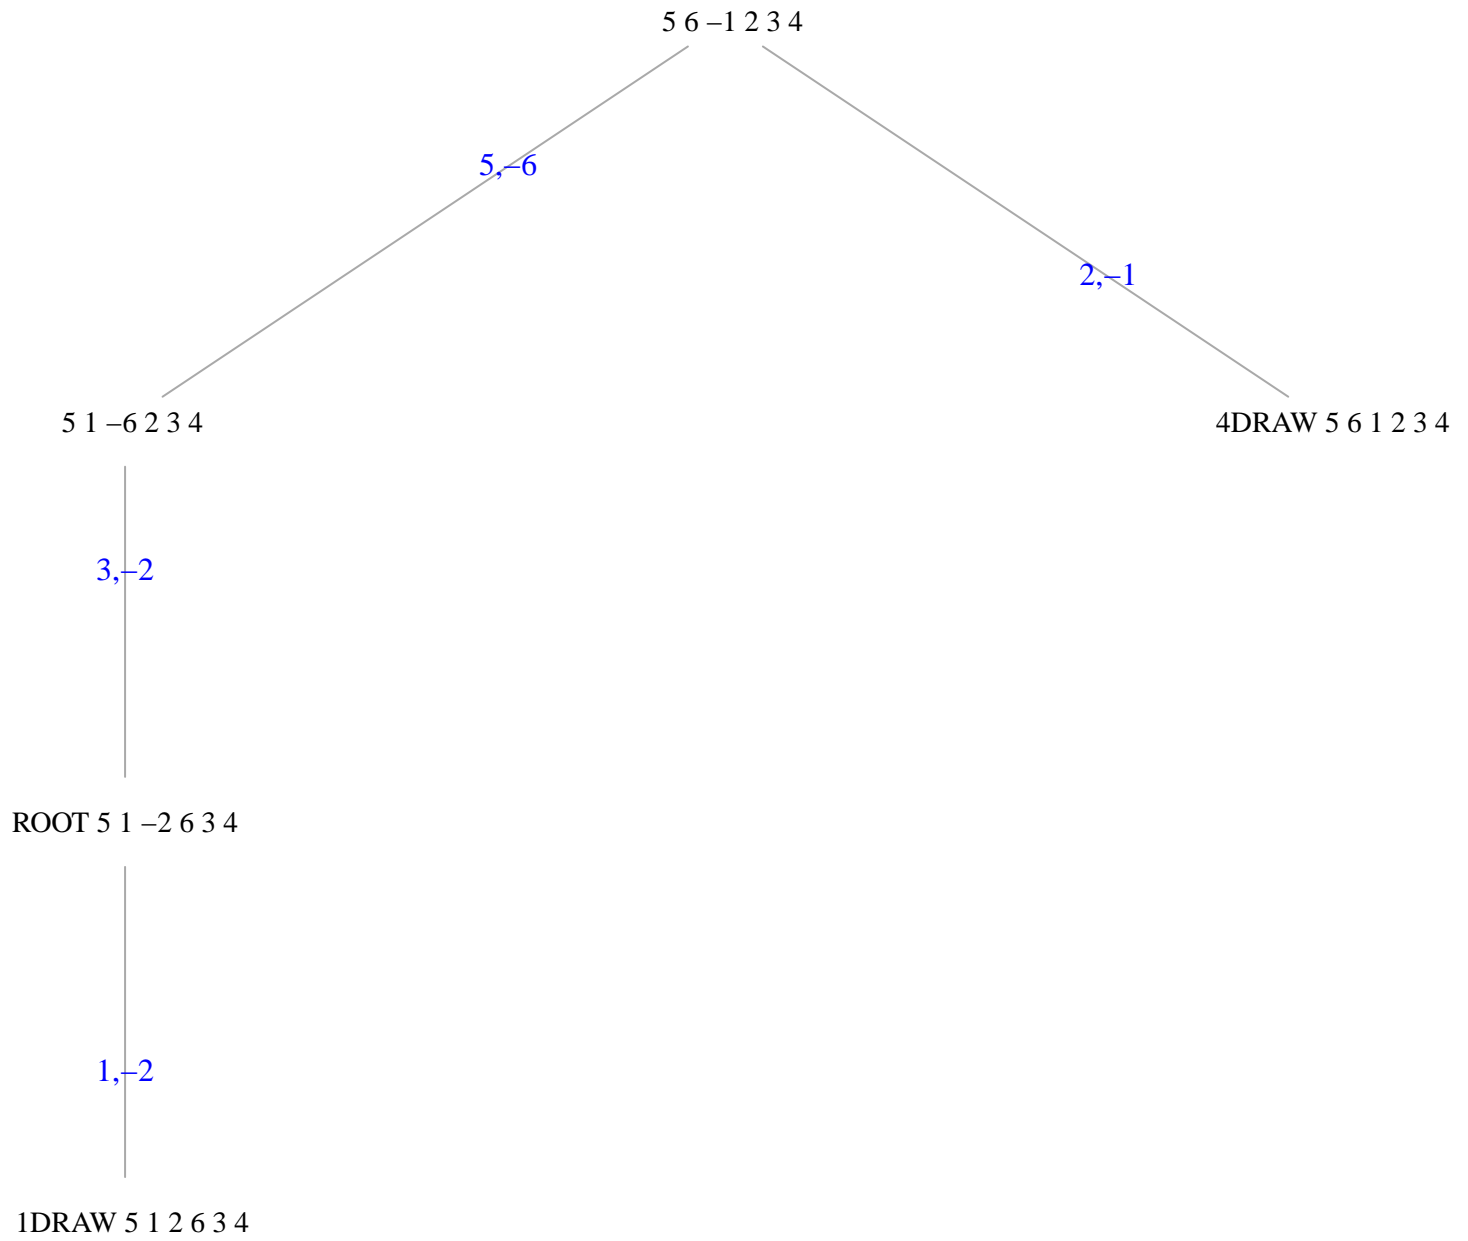 5 6 –1 2 3 4
5,–6
2,–1
5 1 –6 2 3 4
4DRAW 5 6 1 2 3 4
3,–2
ROOT 5 1 –2 6 3 4
1,–2
1DRAW 5 1 2 6 3 4